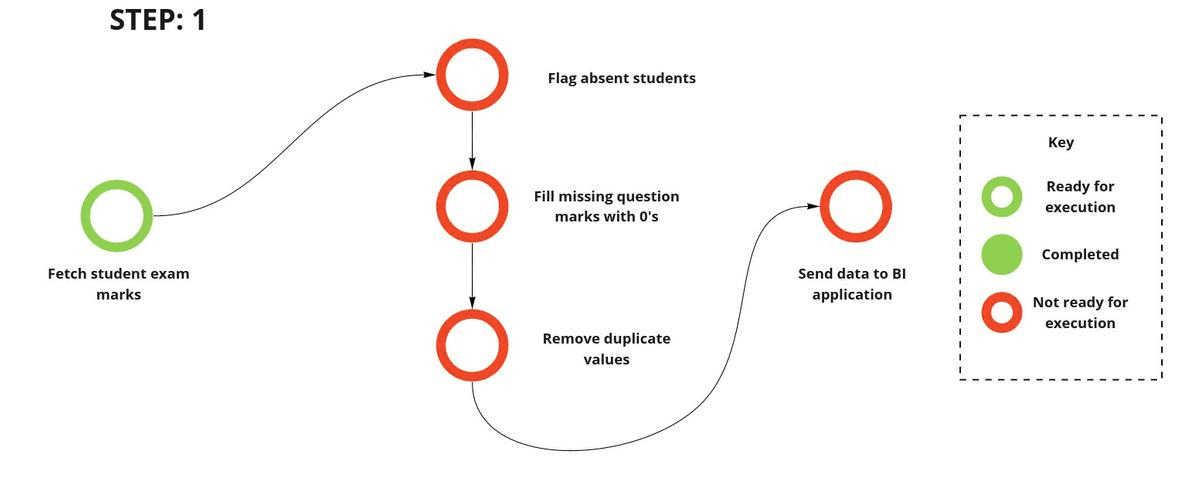 STEP: 1
Flag absent students
Fill missing question
marks with 0's
Remove duplicate
values
Fetch student exam
marks
Send data to BI
application
Key
Ready for
execution
Completed
Not ready for
execution